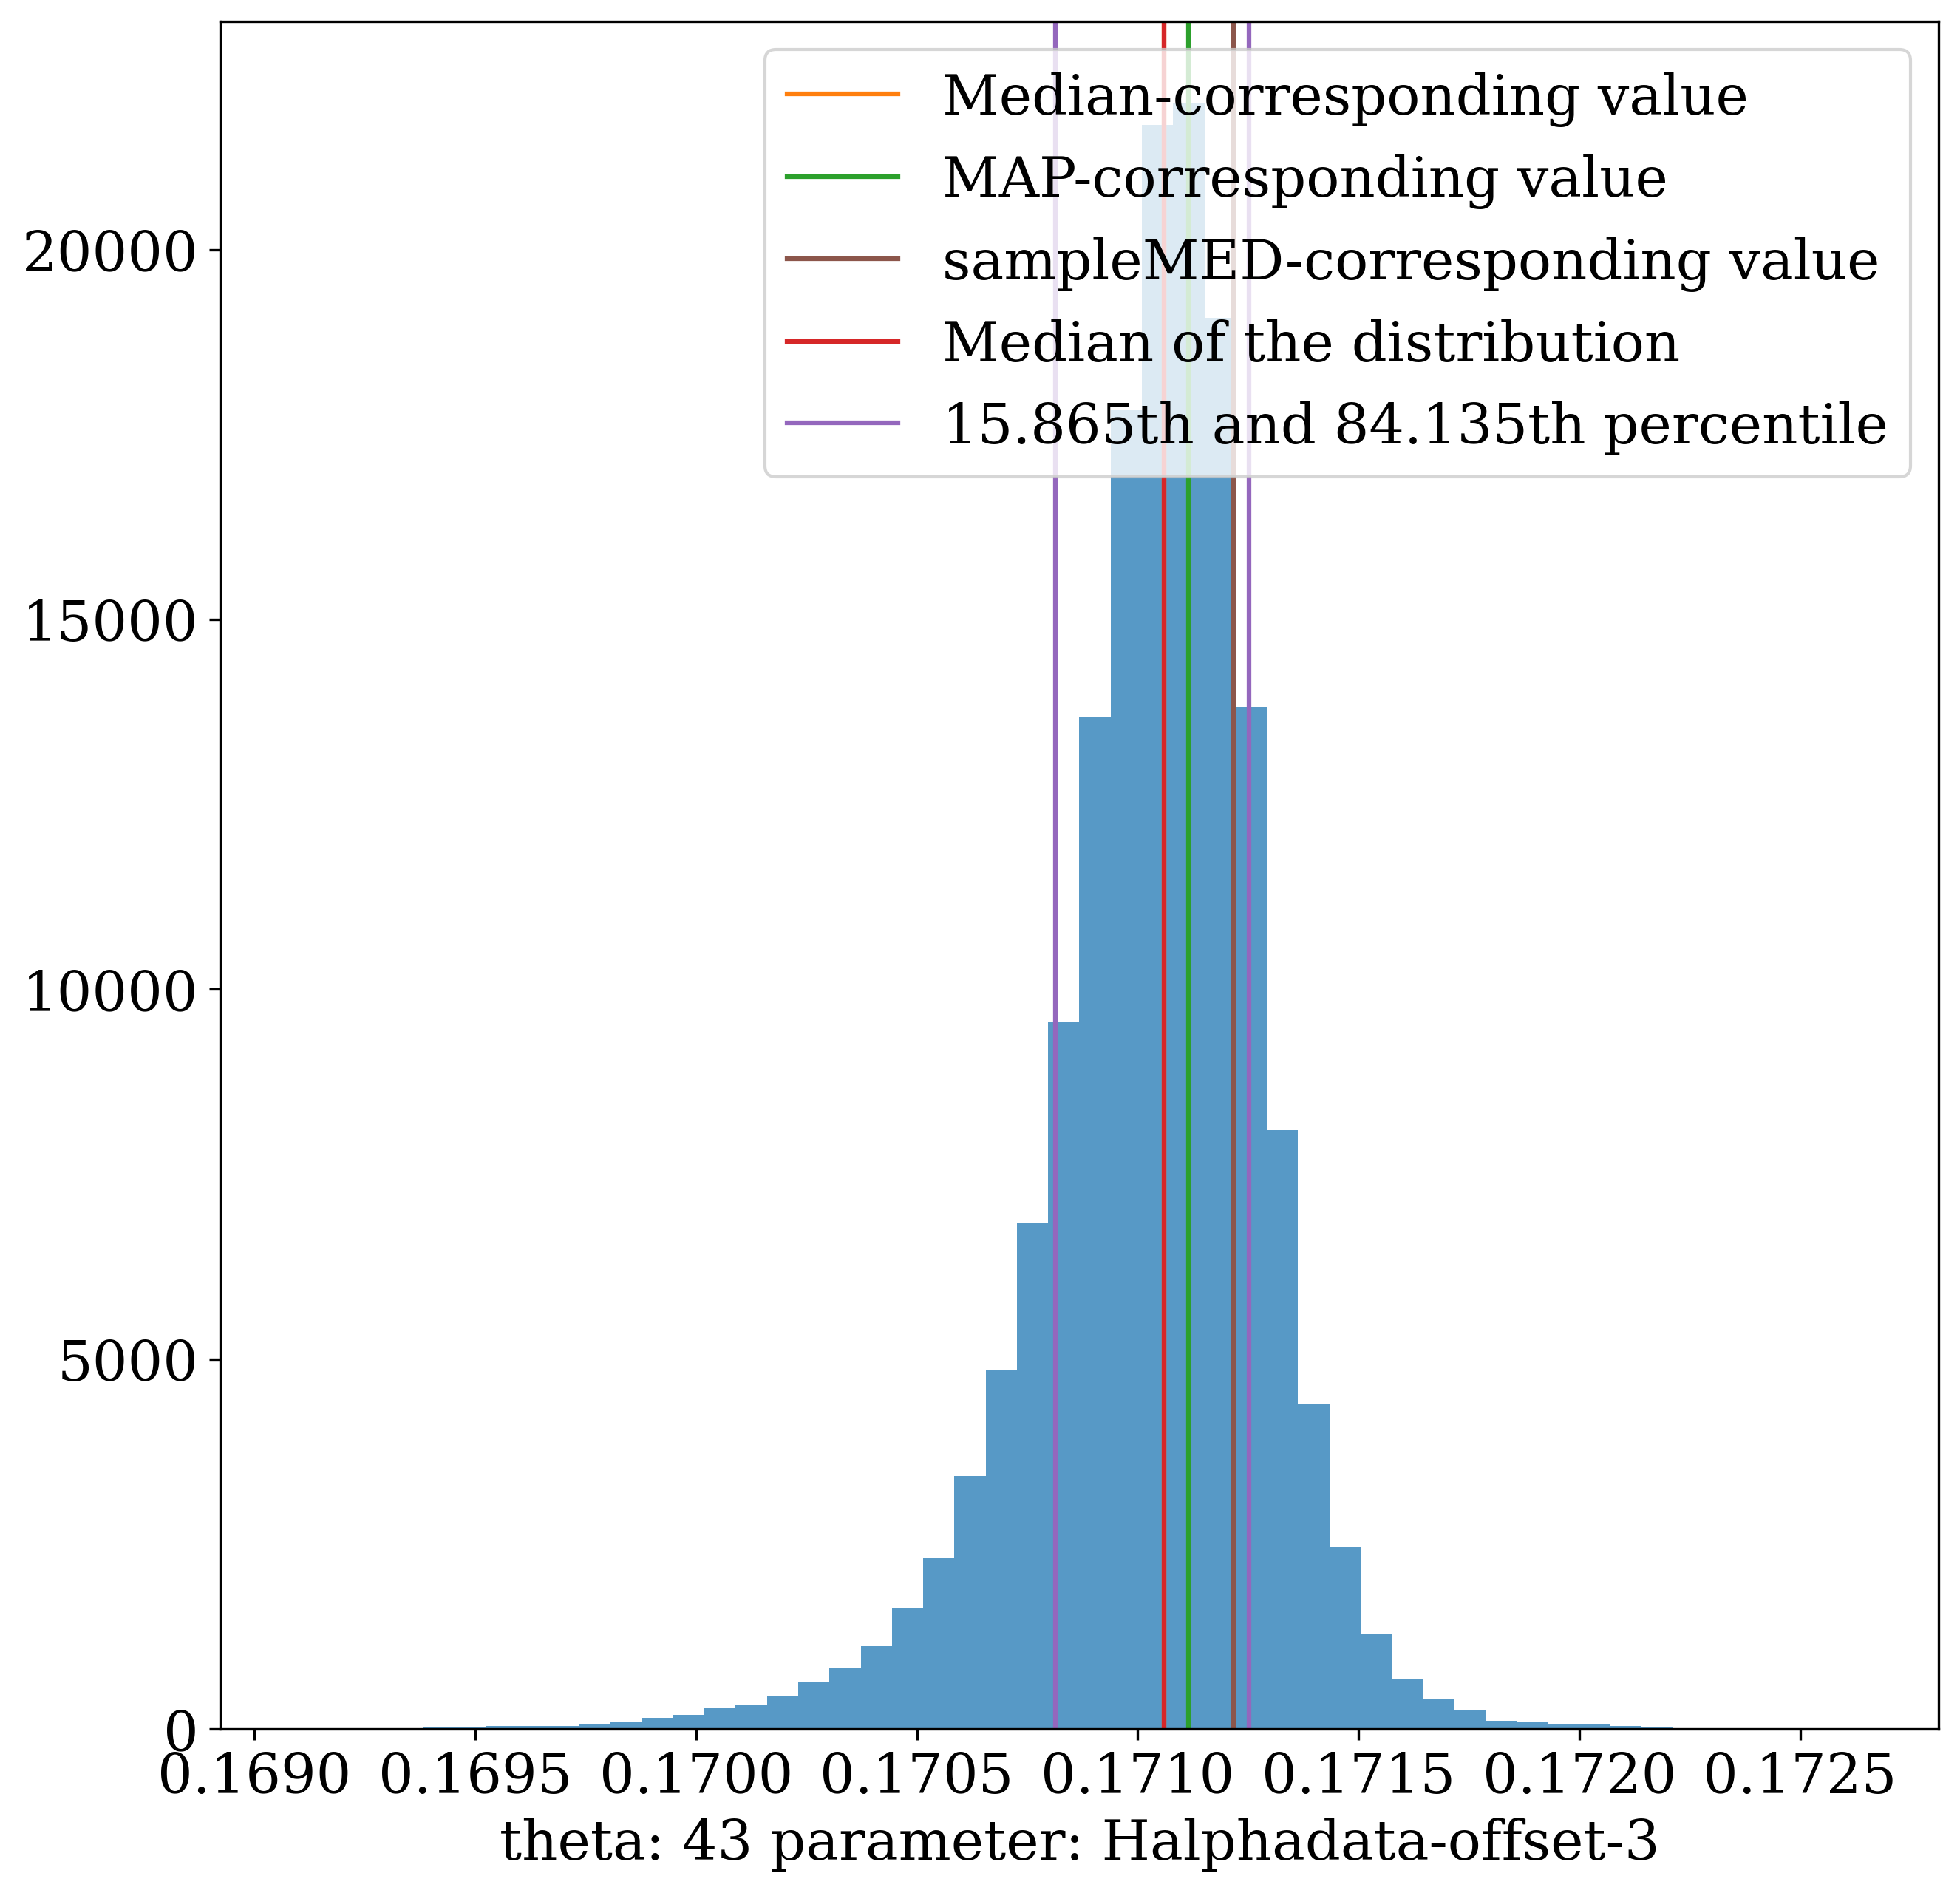 Median-corresponding value
MAP-corresponding value
sampleMED-corresponding value
Median of the distribution
15.865th and 84.135th percentile
20000
15000
10000
5000
0
0.1690 0.1695 0.1700 0.1705 0.1710 0.1715 0.1720 0.1725
theta: 43 parameter: Halphadata-offset-3